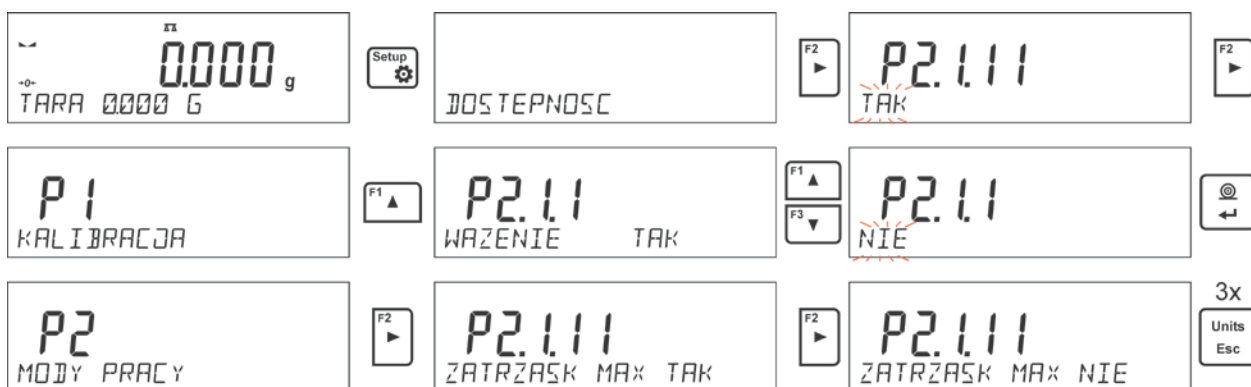 →0←
0.000 g
TARA 0.000 G
Setup
DOSTEPNOSC
F2
P2.1.11
TAK
F2
P1
KALIBRACJA
F1
P2.1.1
WAZENIE TAK
F1
F3
P2.1.1
NIE
P2
MODY PRACY
F2
P2.1.11
ZATRZASK MAX TAK
F2
P2.1.11
ZATRZASK MAX NIE
3x
Units
Esc